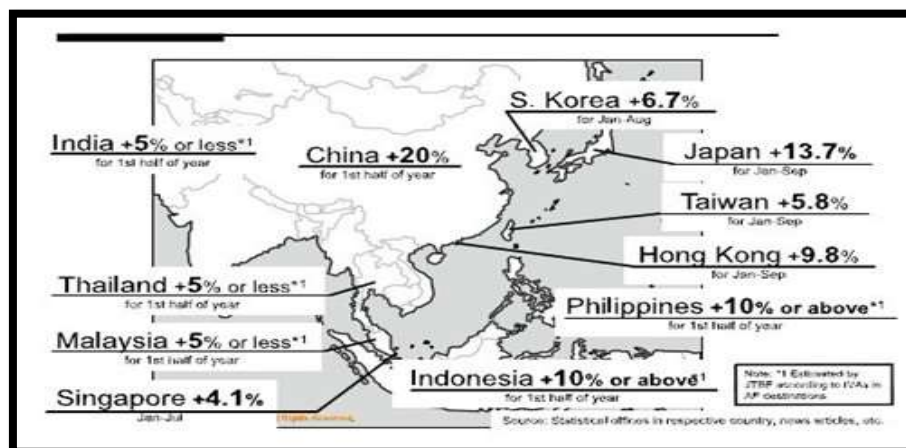 S. Korea +6.7%
for Jan-Aug
India +5% or less*1
for 1st half of year
China +20%
for 1st half of year
Japan +13.7%
for Jan-Sep
Taiwan +5.8%
for Jan-Sep
Hong Kong +9.8%
for Jan-Sep
Thailand +5% or less*1
for 1st half of year
Philippines +10% or above*1
for 1st half of year
Malaysia +5% or less*1
for 1st half of year
Indonesia +10% or above*1
for 1st half of year
Singapore +4.1%
Jan-Jul
Rights Reserved.
Note: *1 Estimated by
JTBF according to IVAs in
AP destinations
Source: Statistical offices in respective country, news articles, etc.